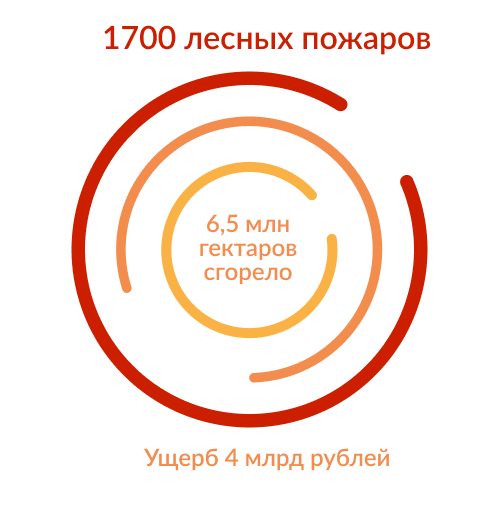 1700 лесных пожаров
6,5 млн
гектаров
сгорело
Ущерб 4 млрд рублей